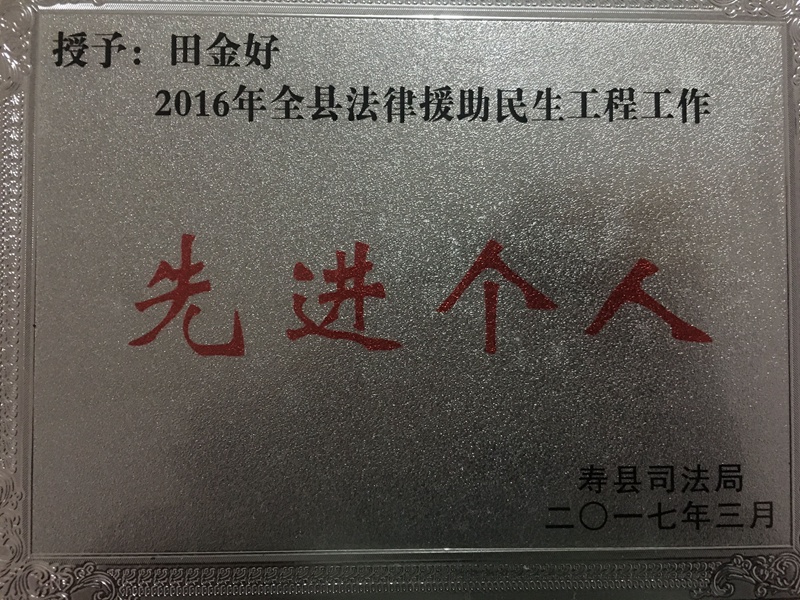 授予：田金好
2016年全县法律援助民生工程工作
先进个人
寿县司法局
二〇一七年三月